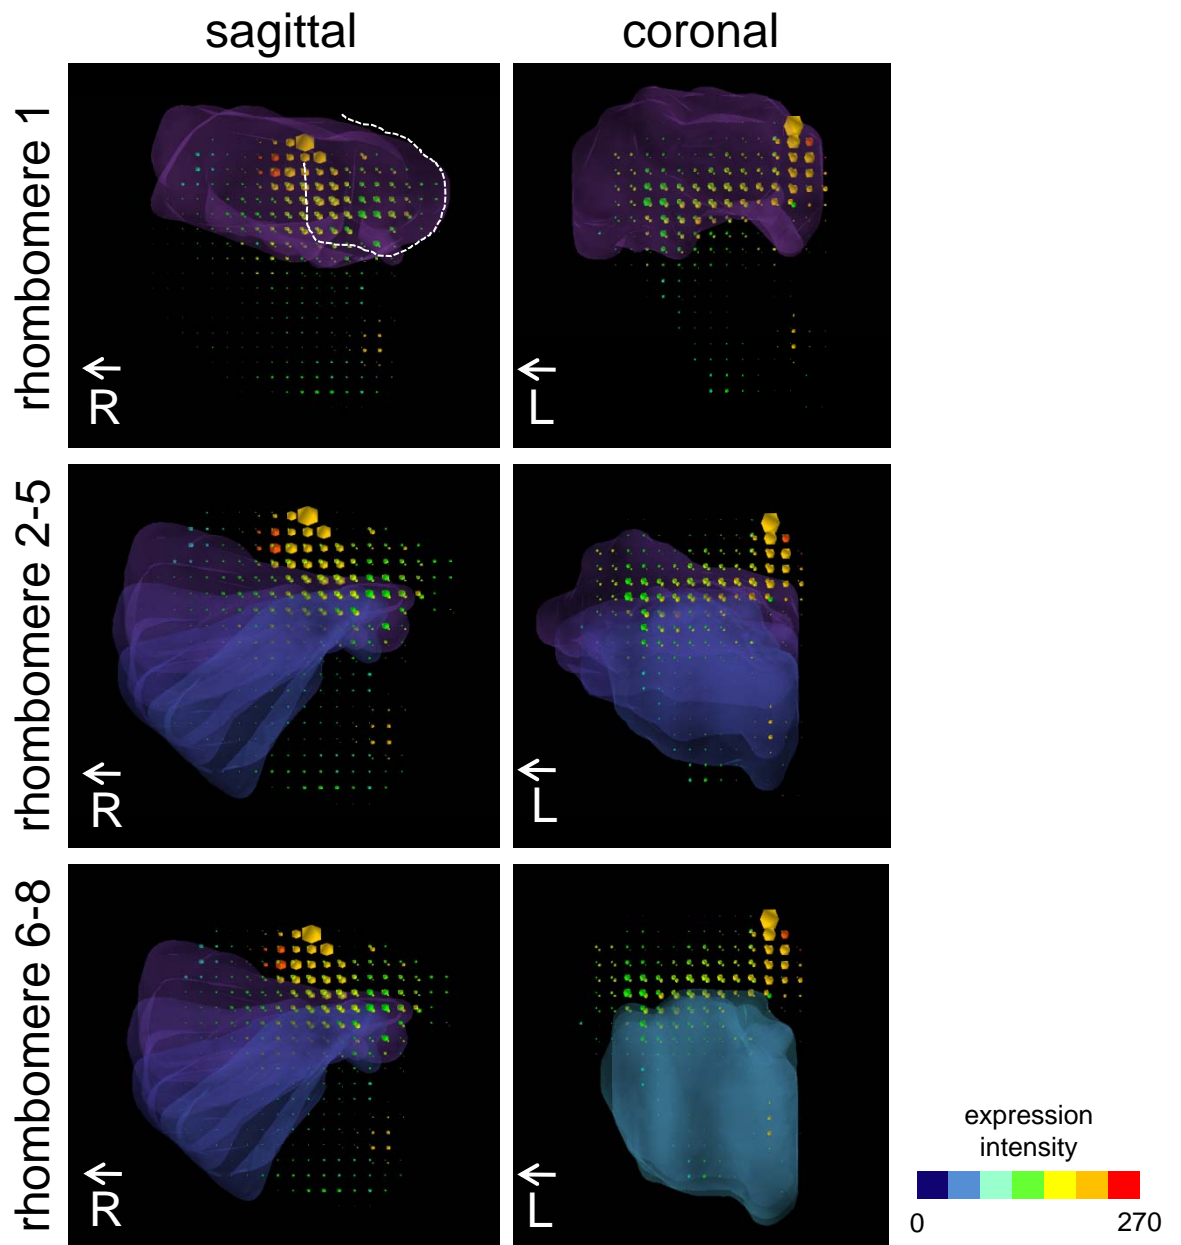 sagittal
coronal
rhombomere 1
R
L
rhombomere 2-5
R
L
rhombomere 6-8
R
L
expression
intensity
0
270